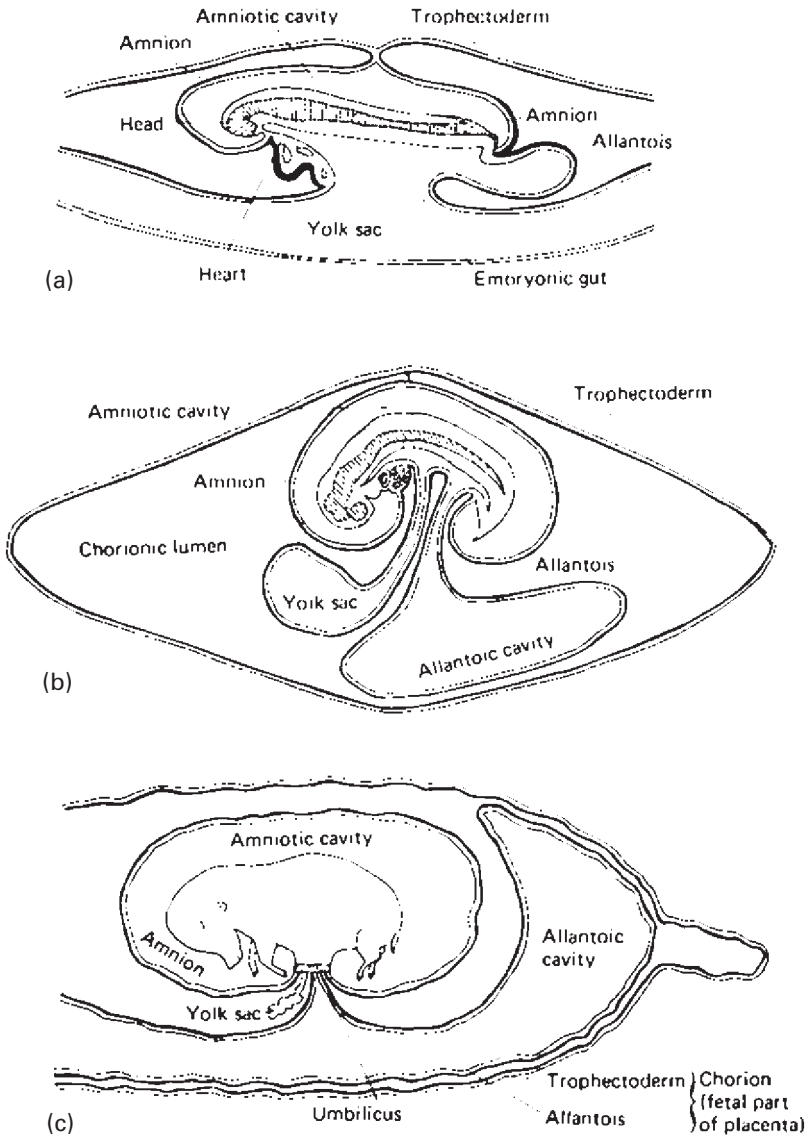 Amniotic cavity Trophectoderm
Amnion
Head
Amnion
Allantois
Yolk sac
Heart
Emoryonic gut
(a)
Amniotic cavity
Trophectoderm
Amnion
Chorionic lumen
Allantois
Yolk sac
Allantoic cavity
(b)
Amniotic cavity
Amnion
Allantoic
cavity
Yolk sac
Umbilicus
Trophectoderm } Chorion
{ (fetal part
Allantois } of placenta)
(c)